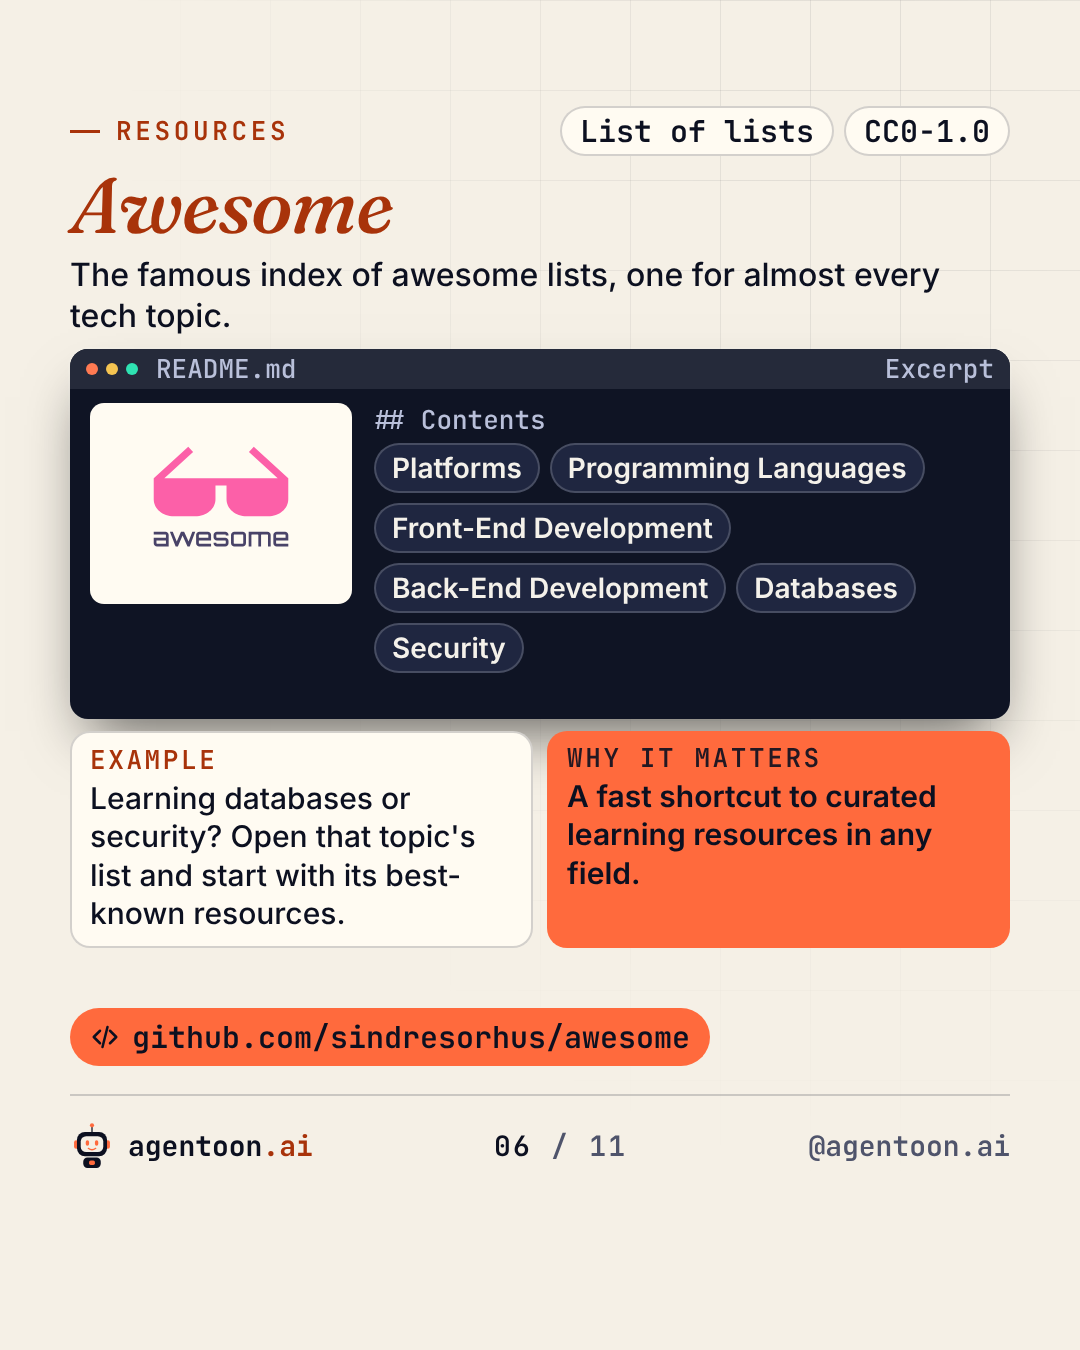 — RESOURCES
List of lists
CC0-1.0
Awesome
The famous index of awesome lists, one for almost every
tech topic.
README.md
Excerpt
awesome
## Contents
Platforms
Programming Languages
Front-End Development
Back-End Development
Databases
Security
EXAMPLE
Learning databases or
security? Open that topic's
list and start with its best-
known resources.
WHY IT MATTERS
A fast shortcut to curated
learning resources in any
field.
</> github.com/sindresorhus/awesome
agentoon.ai
06 / 11
@agentoon.ai